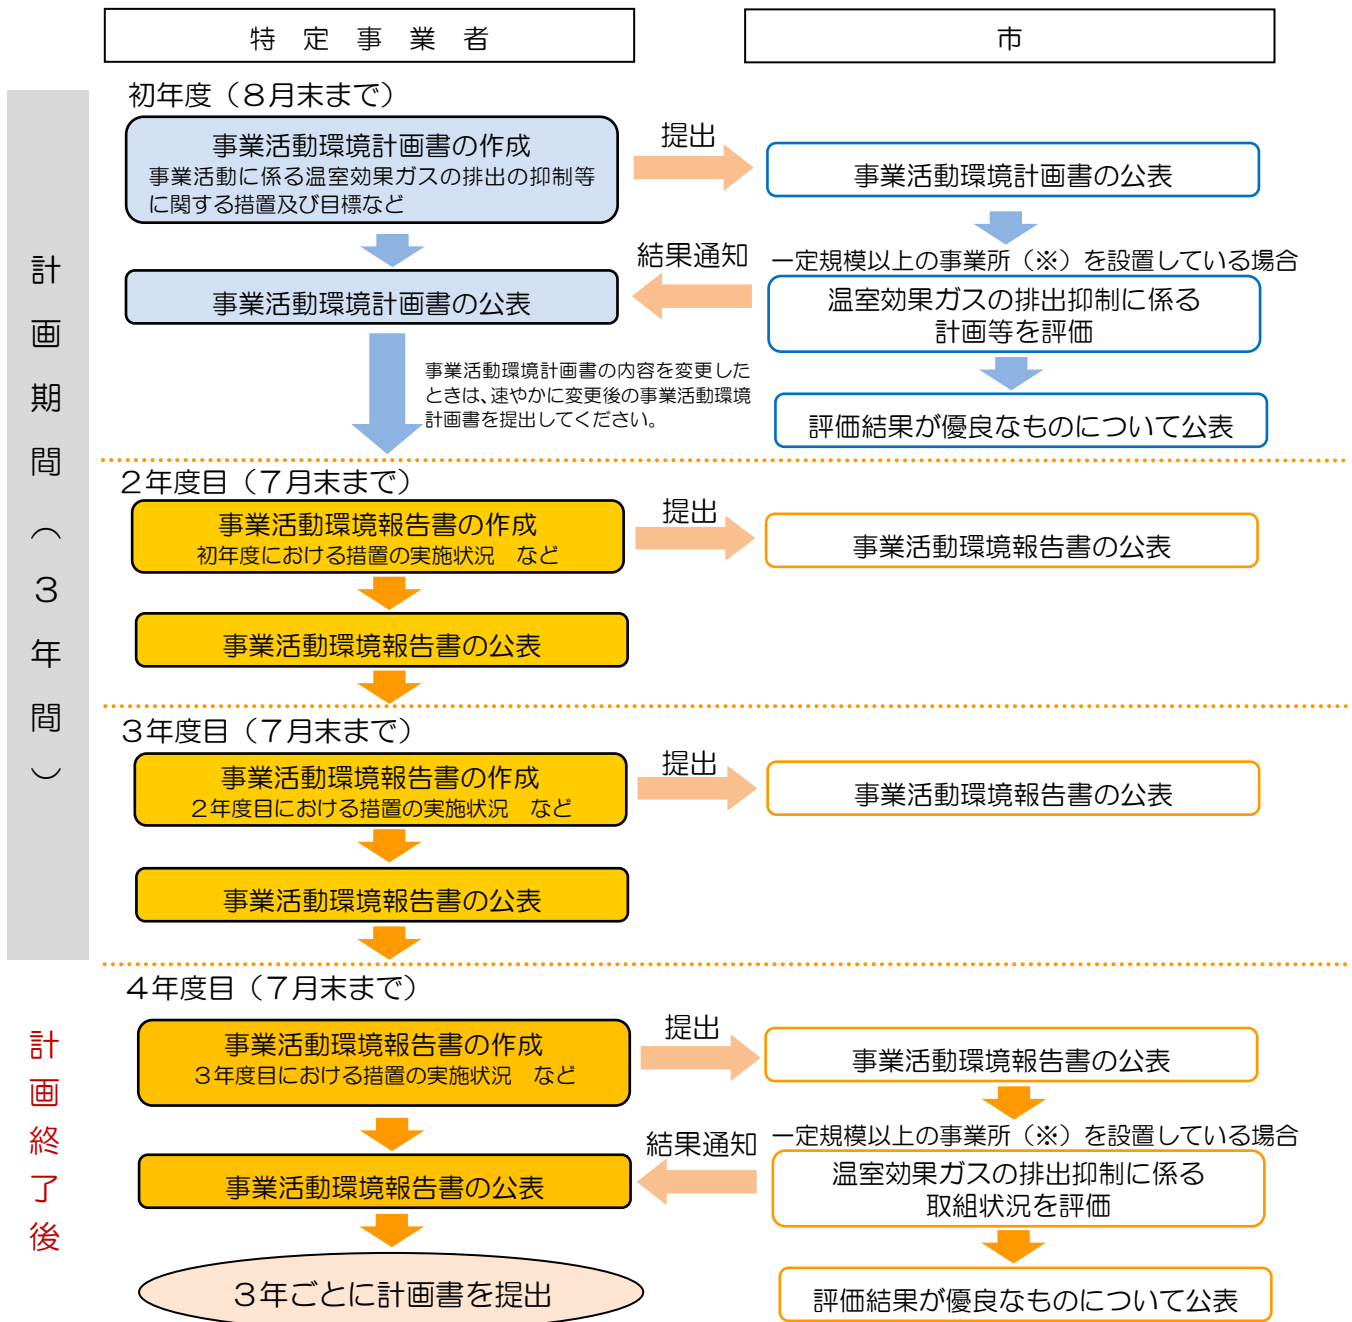 特定事業者
市
計画期間（３年間）
初年度（８月末まで）
事業活動環境計画書の作成
事業活動に係る温室効果ガスの排出の抑制等
に関する措置及び目標など
提出
事業活動環境計画書の公表
結果通知
一定規模以上の事業所（※）を設置している場合
事業活動環境計画書の公表
温室効果ガスの排出抑制に係る
計画等を評価
事業活動環境計画書の内容を変更した
ときは、速やかに変更後の事業活動環境
計画書を提出してください。
評価結果が優良なものについて公表
２年度目（７月末まで）
事業活動環境報告書の作成
初年度における措置の実施状況　など
提出
事業活動環境報告書の公表
事業活動環境報告書の公表
３年度目（７月末まで）
事業活動環境報告書の作成
２年度目における措置の実施状況　など
提出
事業活動環境報告書の公表
事業活動環境報告書の公表
計画終了後
４年度目（７月末まで）
事業活動環境報告書の作成
３年度目における措置の実施状況　など
提出
事業活動環境報告書の公表
結果通知
一定規模以上の事業所（※）を設置している場合
事業活動環境報告書の公表
温室効果ガスの排出抑制に係る
取組状況を評価
３年ごとに計画書を提出
評価結果が優良なものについて公表